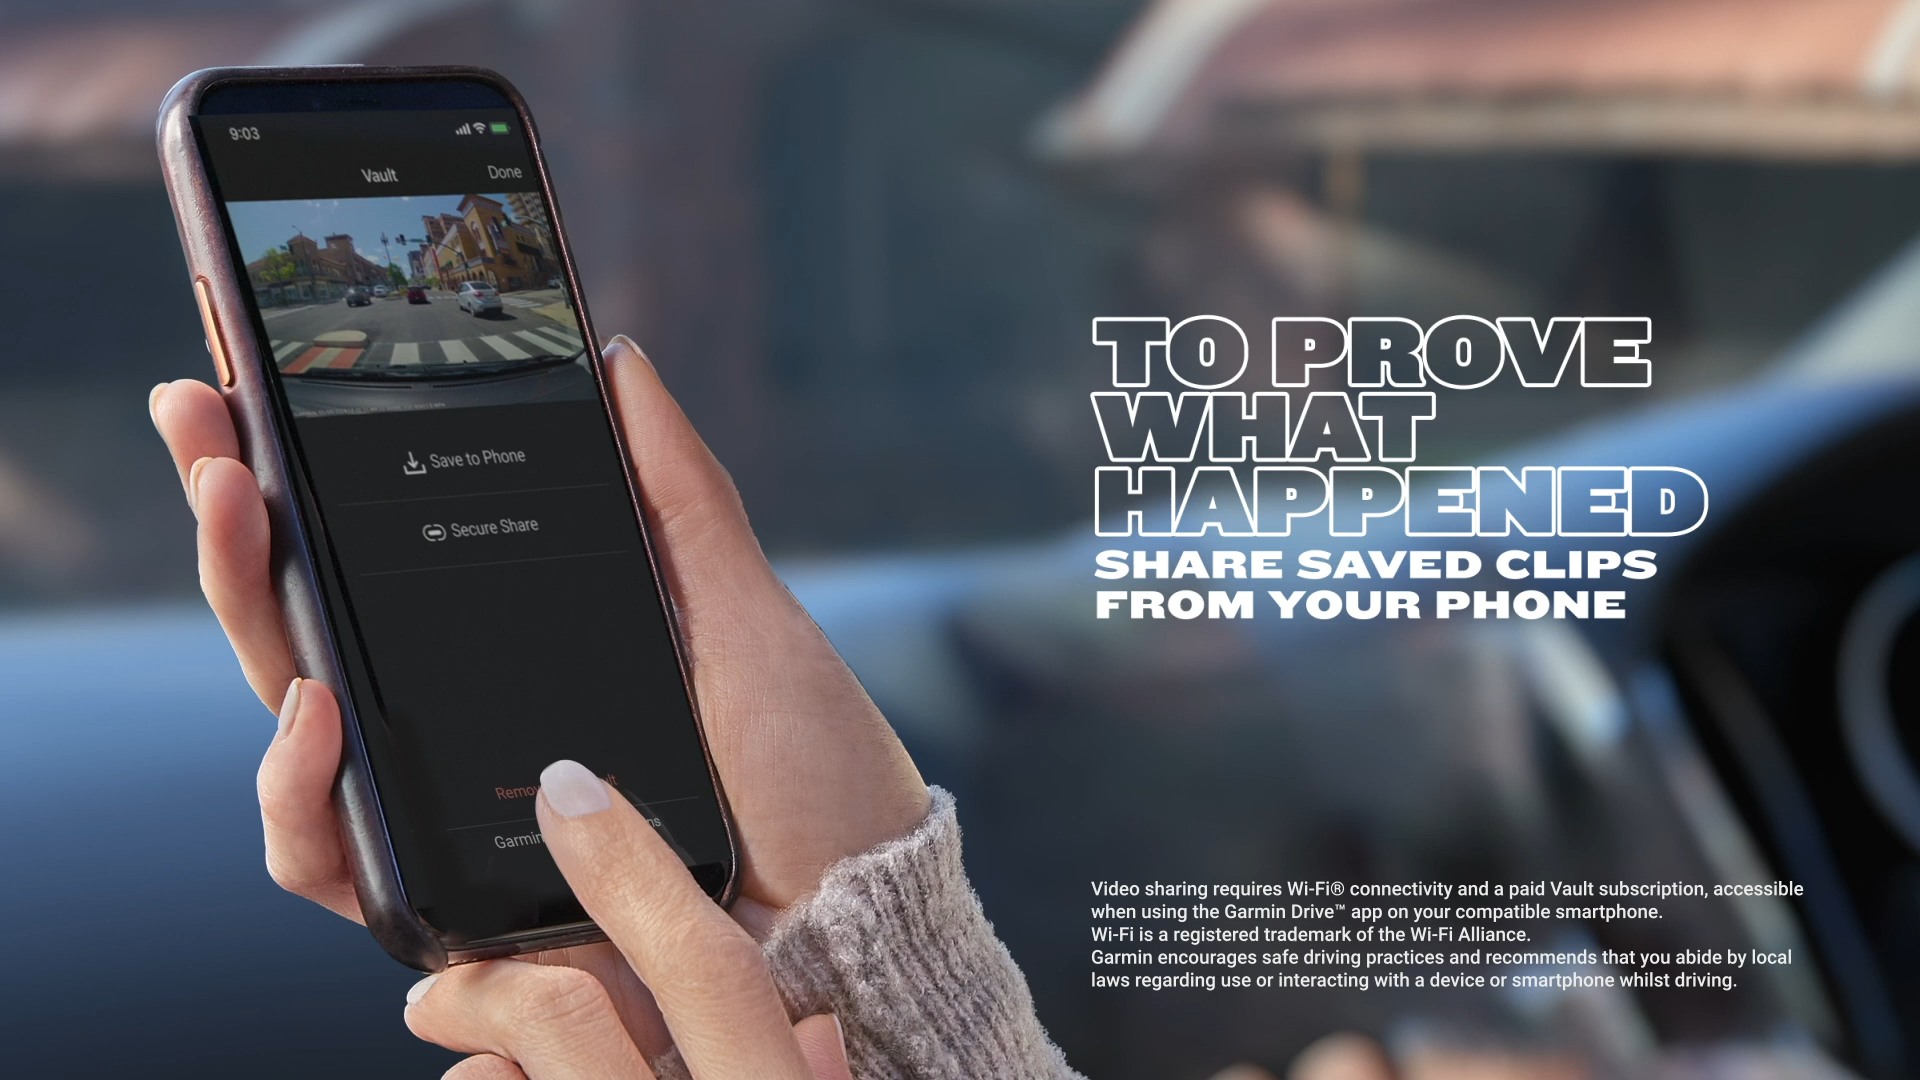 9:03
Vault
Done
Save to Phone
Secure Share
TO PROVE
WHAT
HAPPENED
SHARE SAVED CLIPS
FROM YOUR PHONE
Video sharing requires Wi-Fi® connectivity and a paid Vault subscription, accessible
when using the Garmin Drive™ app on your compatible smartphone.
Wi-Fi is a registered trademark of the Wi-Fi Alliance.
Garmin encourages safe driving practices and recommends that you abide by local
laws regarding use or interacting with a device or smartphone whilst driving.